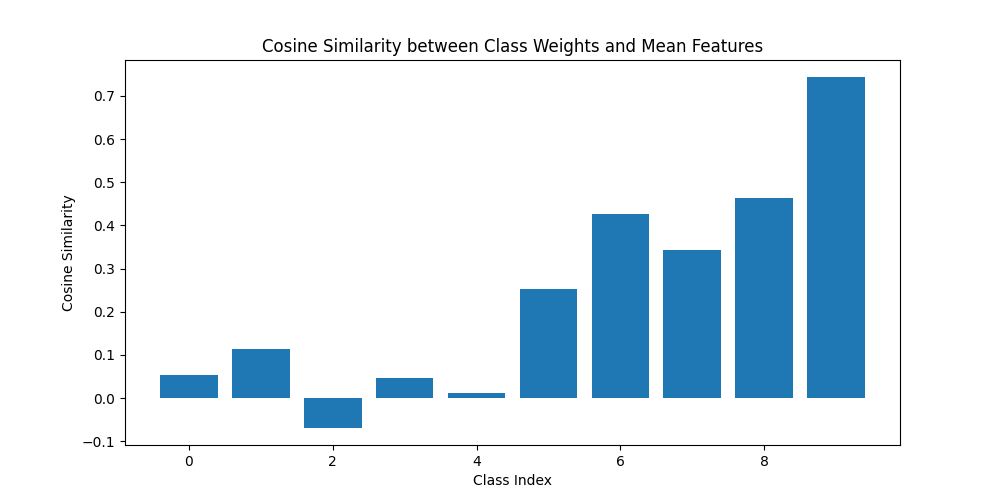 Cosine Similarity between Class Weights and Mean Features
0.7
0.6
0.5
0.4
0.3
0.2
0.1
0.0
−0.1
Cosine Similarity
0 2 4 6 8
Class Index